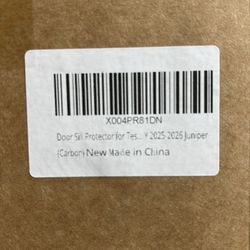 X004PR81DN
Door Sill Protector for Tes... Y 2025-2026 Juniper
(Carbon) New Made in China